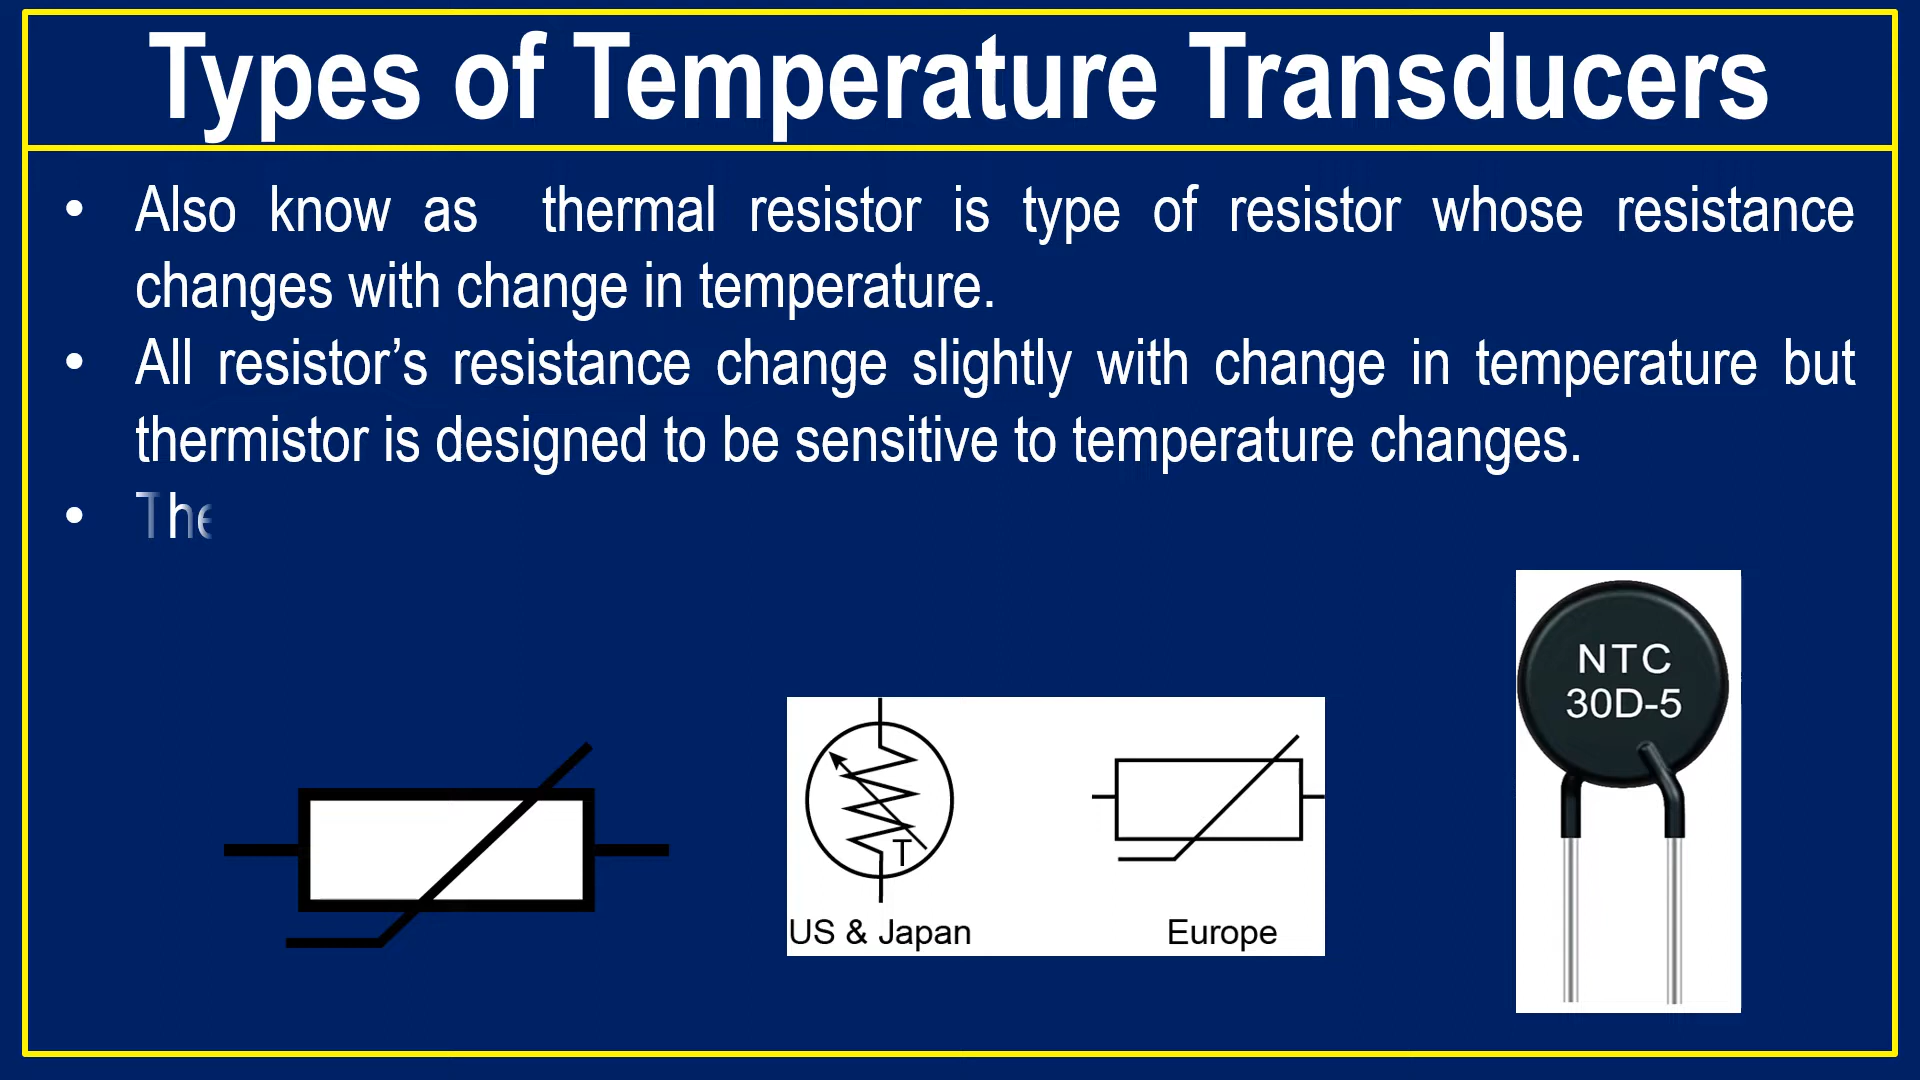 Types of Temperature Transducers
• Also know as thermal resistor is type of resistor whose resistance
changes with change in temperature.
• All resistor’s resistance change slightly with change in temperature but
thermistor is designed to be sensitive to temperature changes.
• The
NTC
30D-5
T
US & Japan
Europe